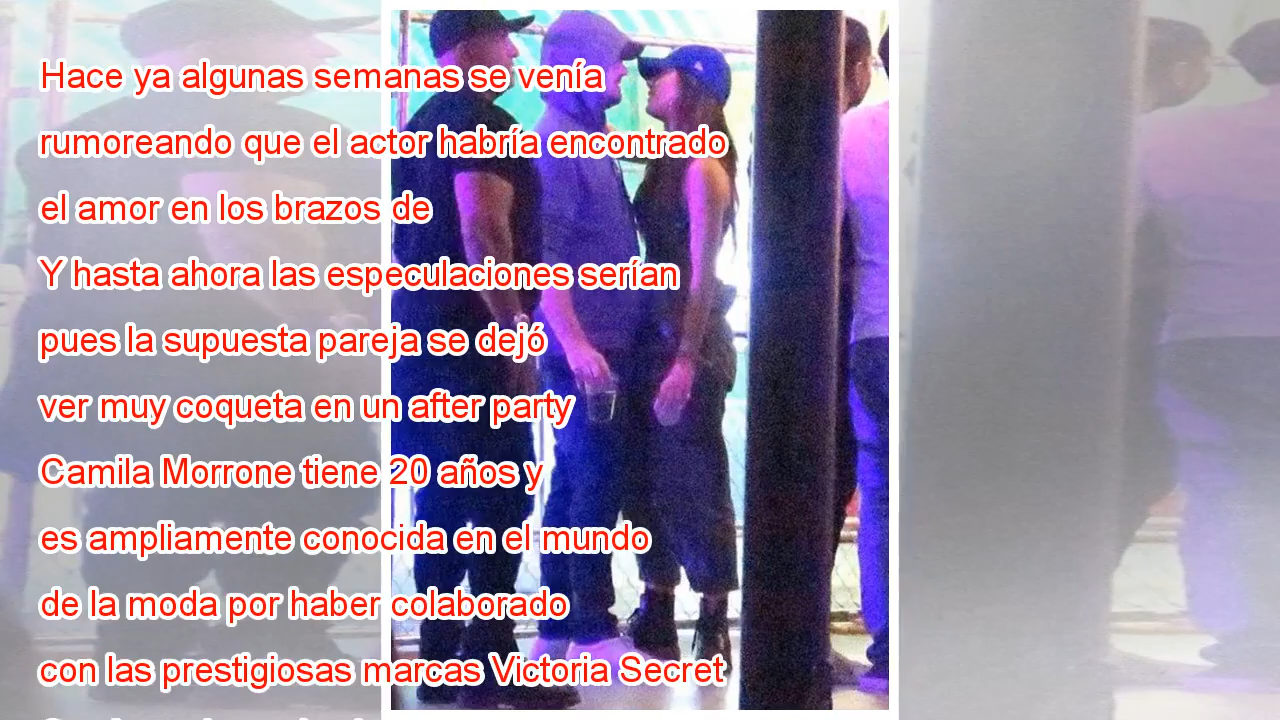 Hace ya algunas semanas se venía
rumoreando que el actor habría encontrado
el amor en los brazos de
Y hasta ahora las especulaciones serían
pues la supuesta pareja se dejó
ver muy coqueta en un after party
Camila Morrone tiene 20 años y
es ampliamente conocida en el mundo
de la moda por haber colaborado
con las prestigiosas marcas Victoria Secret